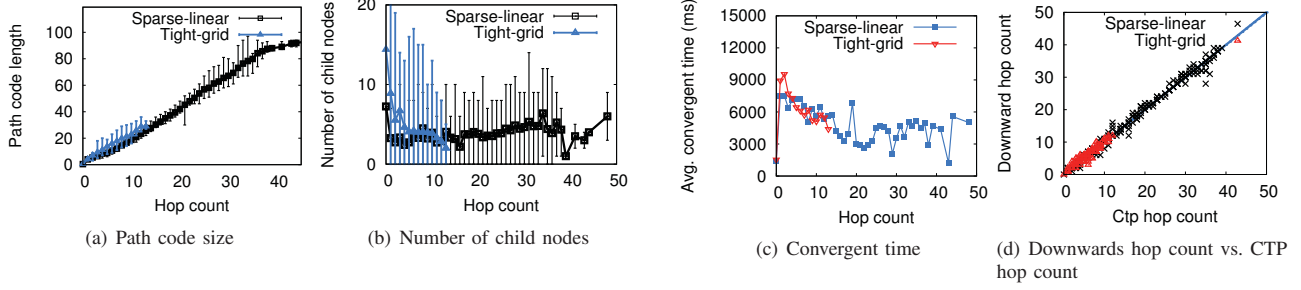 Path code length
120
100
80
60
40
20
0
0 10 20 30 40
Hop count
Sparse-linear
Tight-grid
(a) Path code size
Number of child nodes
20
10
0
0 10 20 30 40 50
Hop count
Sparse-linear
Tight-grid
(b) Number of child nodes
Avg. convergent time (ms)
15000
12000
9000
6000
3000
0
0 10 20 30 40 50
Hop count
Sparse-linear
Tight-grid
(c) Convergent time
Downward hop count
50
40
30
20
10
0
0 10 20 30 40 50
Ctp hop count
Sparse-linear
Tight-grid
(d) Downwards hop count vs. CTP
hop count